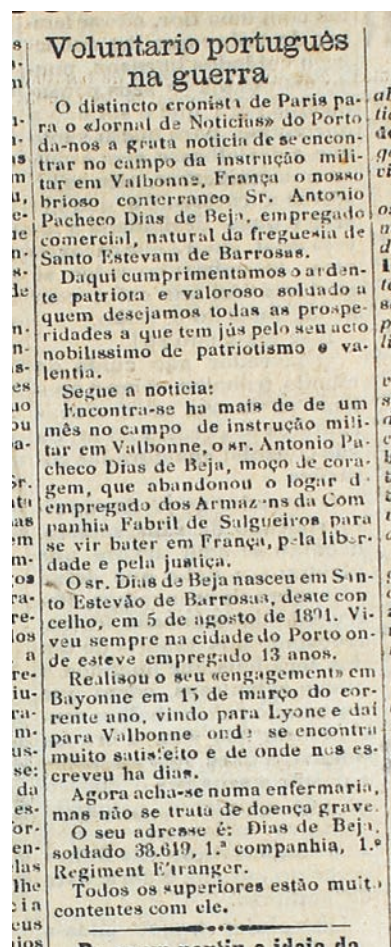 Voluntario português
na guerra
O distincto cronista de Paris pa-
ra o «Jornal de Noticias» do Porto
da-nos a grata noticia de se encon-
trar no campo da instrução mili-
tar em Valbonne, França o nosso
brioso conterraneo Sr. Antonio
Pacheco Dias de Beja, empregado
comercial, natural da freguesia de
Santo Estevam de Barrosas.
Daqui cumprimentamos o arden-
te patriota e valoroso soldado a
quem desejamos todas as prospe-
ridades a que tem jús pelo seu acto
nobilissimo de patriotismo e va-
lentia.
Segue a noticia:
Encontra-se ha mais de de um
mês no campo de instrução mili-
tar em Valbonne, o sr. Antonio Pa-
checo Dias de Beja, moço de cora-
gem, que abandonou o logar d
empregado dos Armazens da Com
panhia Fabril de Salgueiros para
se vir bater em França, pela liber-
dade e pela justiça.
O sr. Dias de Beja nasceu em San-
to Estevão de Barrosas, deste con
celho, em 5 de agosto de 1891. Vi-
veu sempre na cidade do Porto on-
de esteve empregado 13 anos.
Realisou o seu «engagement» em
Bayonne em 15 de março do cor-
rente ano, vindo para Lyon e e daí
para Valbonne onde se encontra
muito satisfeito e de onde nos es-
creveu ha dias.
Agora acha-se numa enfermaria,
mas não se trata de doença grave.
O seu adresse é: Dias de Beja,
soldado 38.619, 1.ª companhia, 1.º
Regiment E'tranger.
Todos os superiores estão muito
contentes com ele.